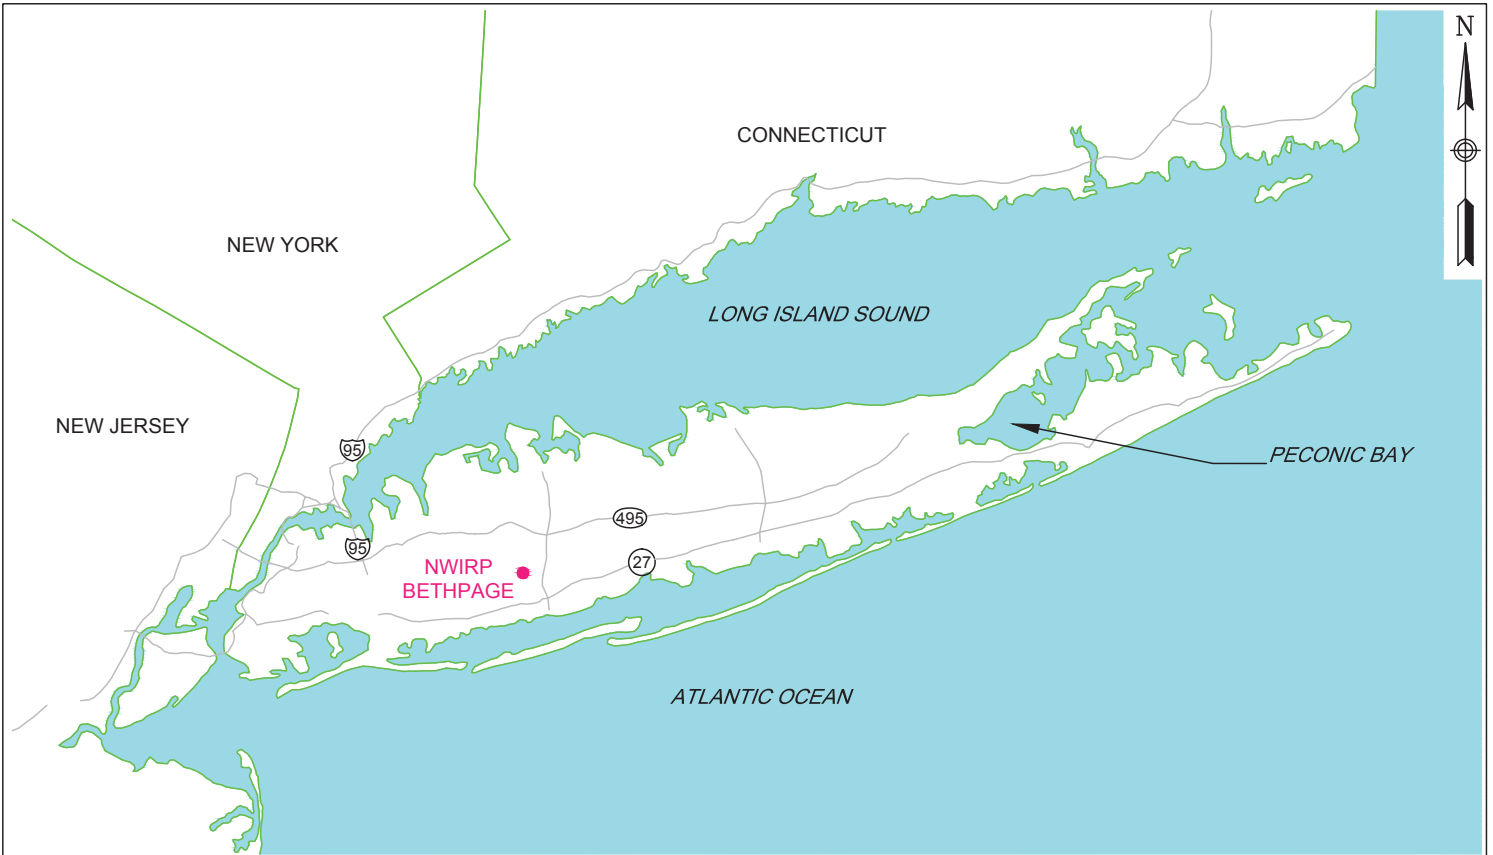 N
CONNECTICUT
NEW YORK
LONG ISLAND SOUND
NEW JERSEY
95
PECONIC BAY
495
95
27
NWIRP
BETHPAGE
ATLANTIC OCEAN